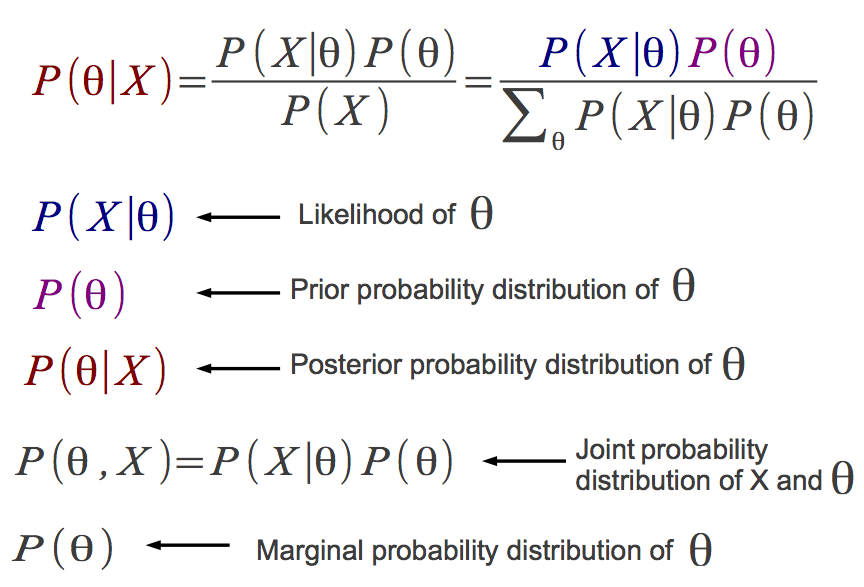 P(θ|X)=P(X|θ)P(θ)/P(X)=P(X|θ)P(θ)/∑_θ P(X|θ)P(θ)
P(X|θ) ← Likelihood of θ
P(θ) ← Prior probability distribution of θ
P(θ|X) ← Posterior probability distribution of θ
P(θ,X)=P(X|θ)P(θ) ← Joint probability
distribution of X and θ
P(θ) ← Marginal probability distribution of θ